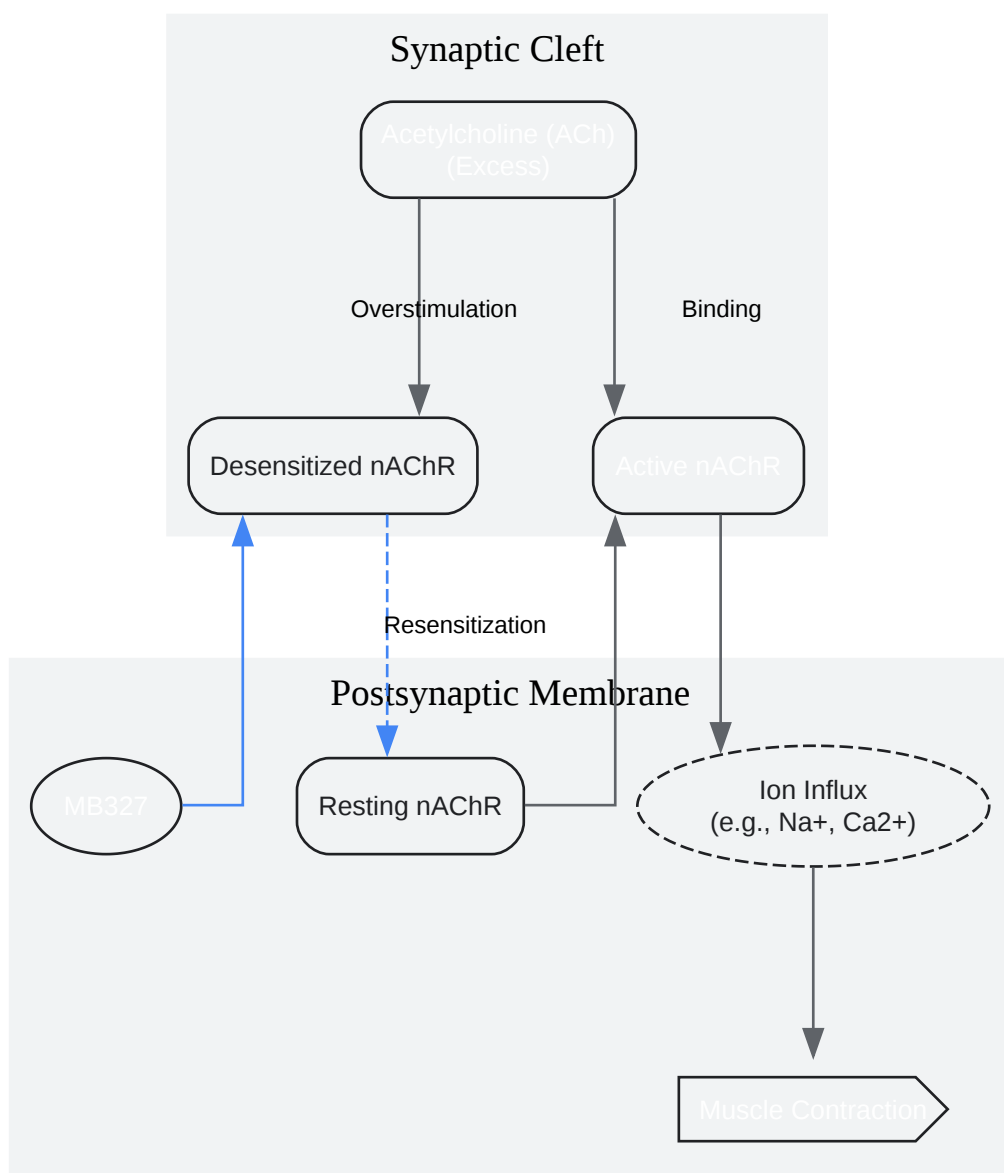 Synaptic Cleft
Acetylcholine (ACh)
(Excess)
Overstimulation
Binding
Desensitized nAChR
Active nAChR
Resensitization
Postsynaptic Membrane
MB327
Resting nAChR
Ion Influx
(e.g., Na+, Ca2+)
Muscle Contraction